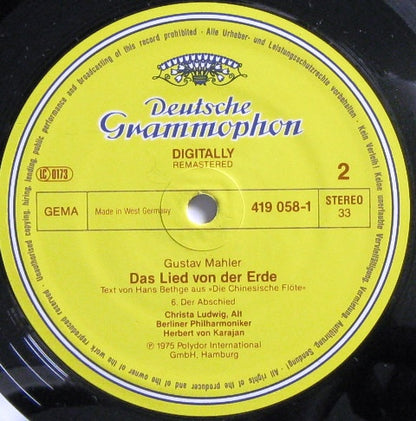 Deutsche
Grammophon
DIGITALLY
REMASTERED
2
LC 0173
GEMA
Made in West Germany
419 058-1
STEREO
33
Gustav Mahler
Das Lied von der Erde
Text von Hans Bethge aus «Die Chinesische Flöte»
6. Der Abschied
Christa Ludwig, Alt
Berliner Philharmoniker
Herbert von Karajan
℗ 1975 Polydor International
GmbH, Hamburg
Alle Urheber- und Leistungsschutzrechte vorbehalten · Kein Verleih! Keine unerlaubte Vervielfältigung, Vermietung, Aufführung, Sendung! · All rights of the producer and of the owner of the work reproduced reserved. Unauthorized copying, hiring, lending, public performance and broadcasting of this record prohibited ·